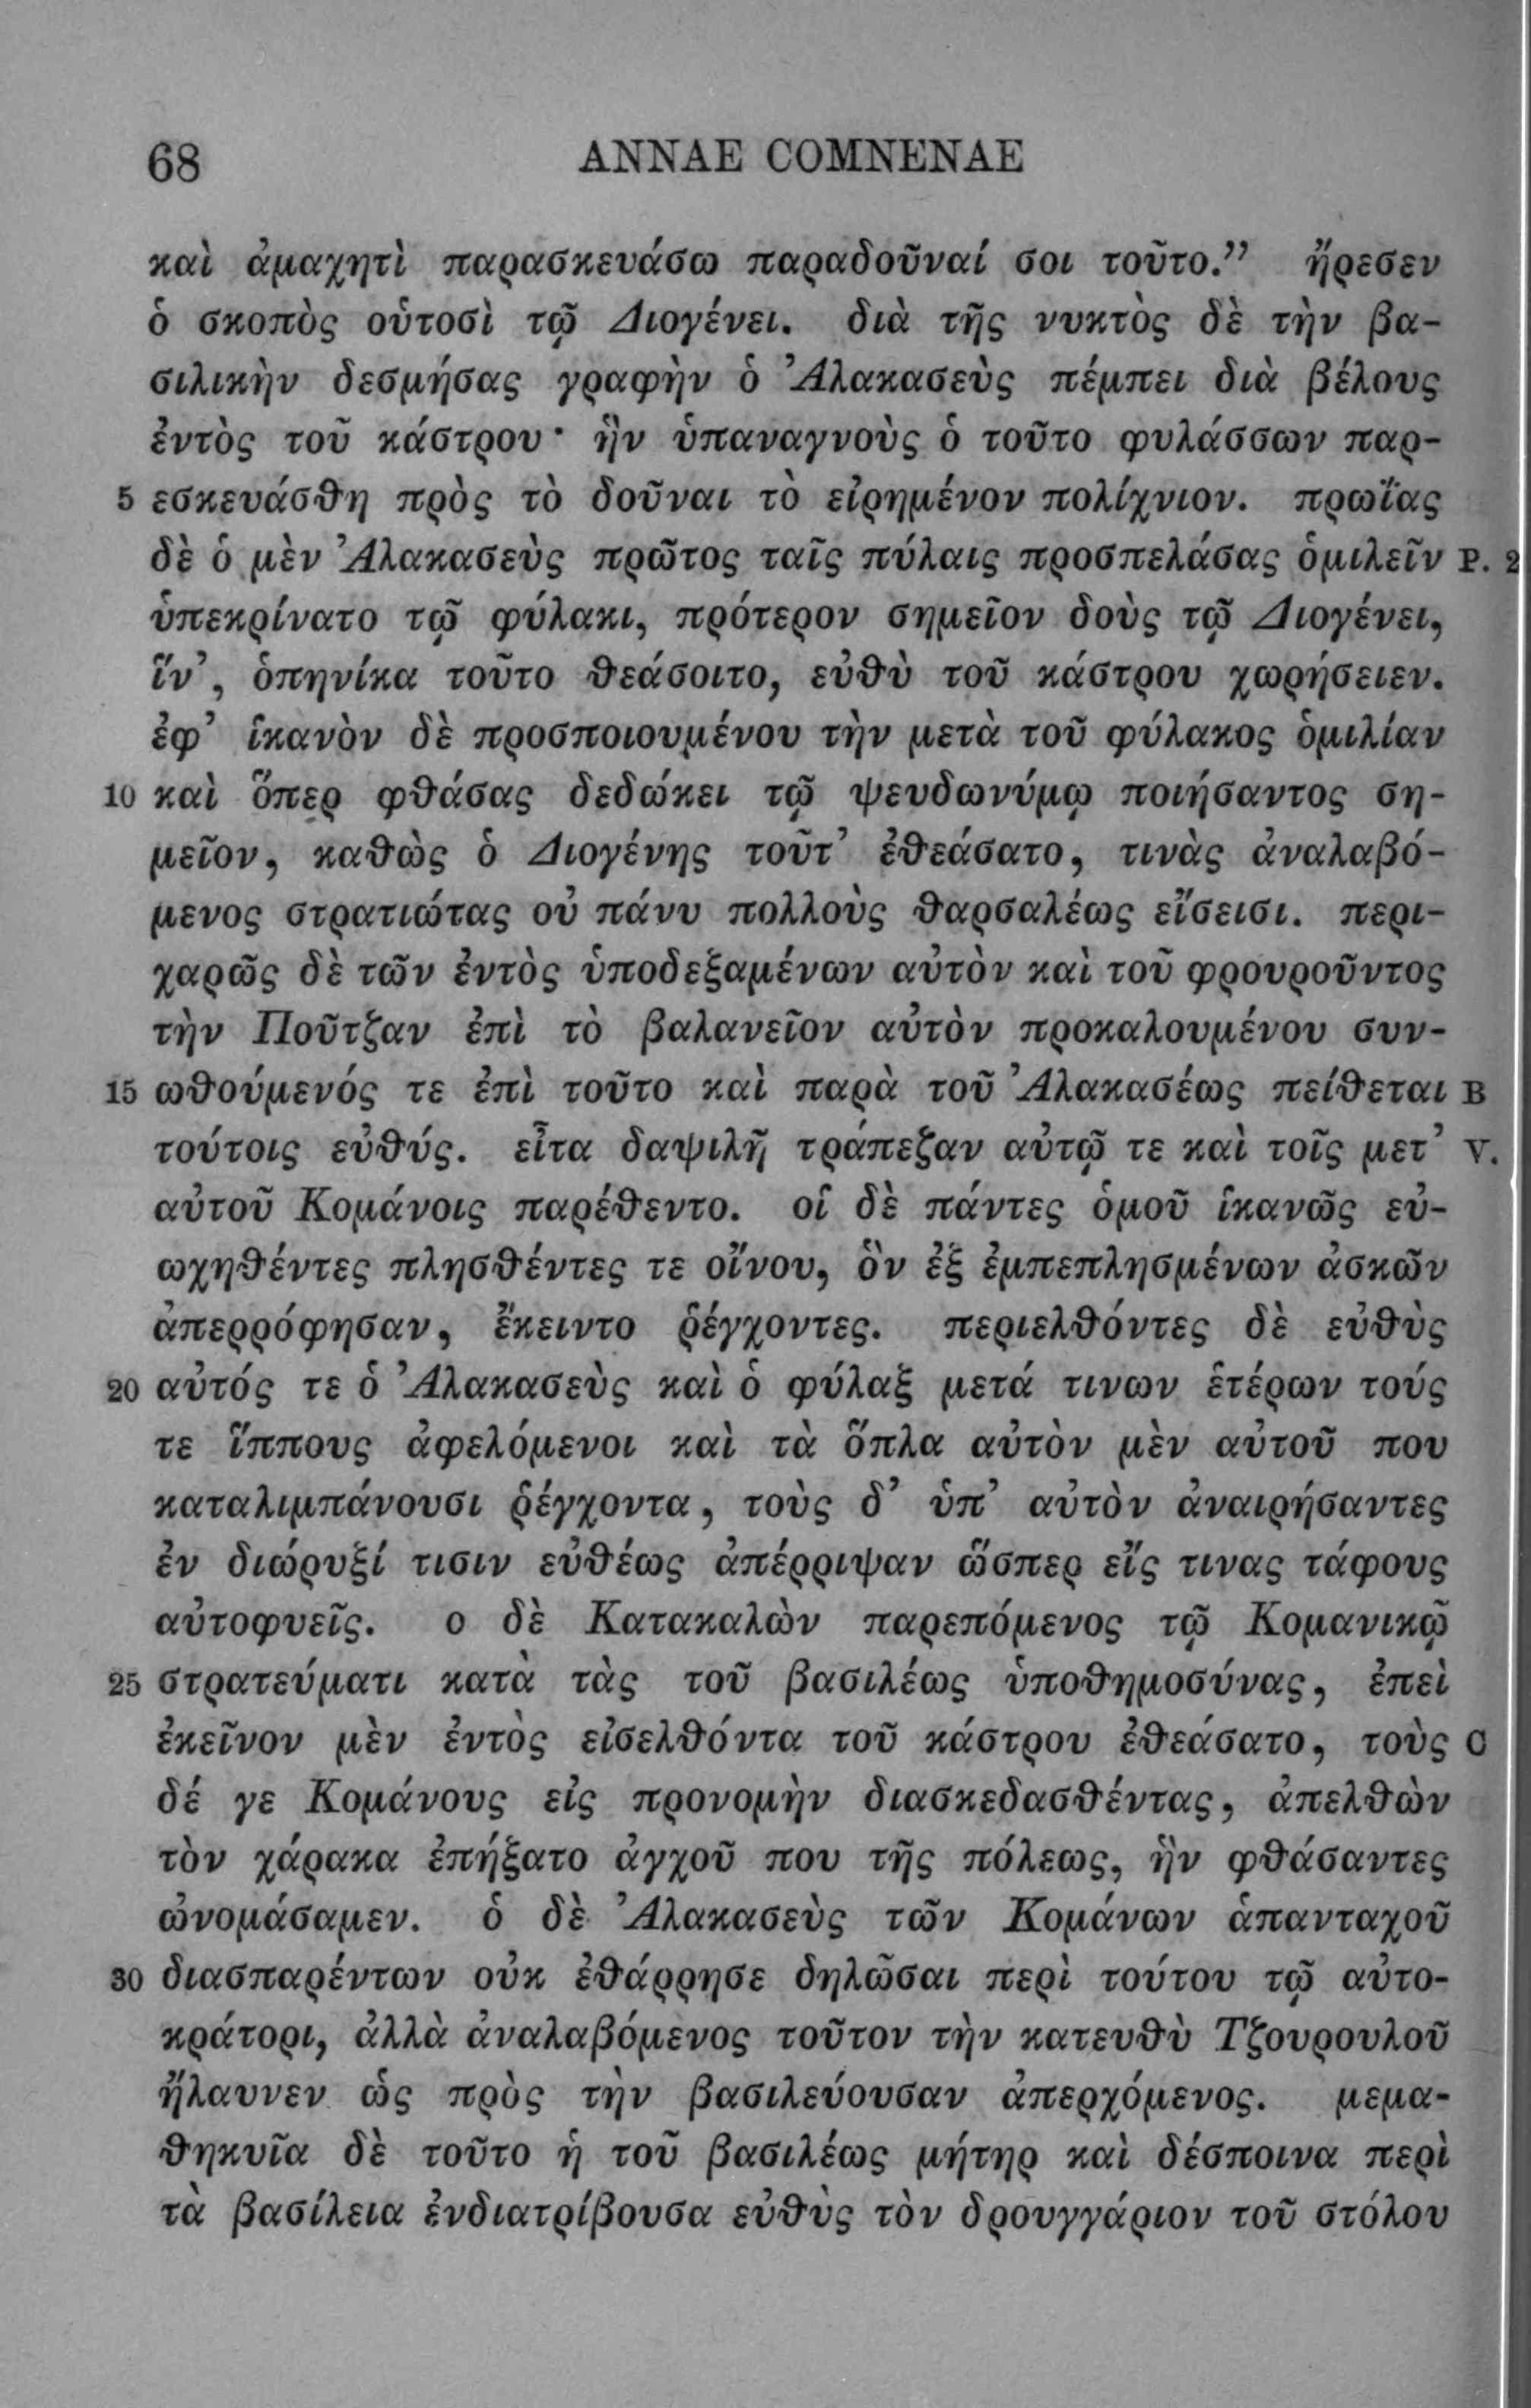 68 ANNAE COMNENAE
καὶ ἀμαχητὶ παρασκευάσω παραδοῦναί σοι τοῦτο.” ἤρεσεν
ὁ σκοπὸς οὑτοσὶ τῷ Διογένει. διὰ τῆς νυκτὸς δὲ τὴν βα-
σιλικὴν δεσμήσας γραφὴν ὁ Ἀλακασεὺς πέμπει διὰ βέλους
ἐντὸς τοῦ κάστρου· ἣν ὑπαναγνοὺς ὁ τοῦτο φυλάσσων παρ-
5 εσκευάσθη πρὸς τὸ δοῦναι τὸ εἰρημένον πολίχνιον. πρωΐας
δὲ ὁ μὲν Ἀλακασεὺς πρῶτος ταῖς πύλαις προσπελάσας ὁμιλεῖν P. 2
ὑπεκρίνατο τῷ φύλακι, πρότερον σημεῖον δοὺς τῷ Διογένει,
ἵν’, ὁπηνίκα τοῦτο θεάσοιτο, εὐθὺ τοῦ κάστρου χωρήσειεν.
ἐφ’ ἱκανὸν δὲ προσποιουμένου τὴν μετὰ τοῦ φύλακος ὁμιλίαν
10 καὶ ὅπερ φθάσας δεδώκει τῷ ψευδωνύμῳ ποιήσαντος ση-
μεῖον, καθὼς ὁ Διογένης τοῦτ’ ἐθεάσατο, τινὰς ἀναλαβό-
μενος στρατιώτας οὐ πάνυ πολλοὺς θαρσαλέως εἴσεισι. περι-
χαρῶς δὲ τῶν ἐντὸς ὑποδεξαμένων αὐτὸν καὶ τοῦ φρουροῦντος
τὴν Ποῦτζαν ἐπὶ τὸ βαλανεῖον αὐτὸν προκαλουμένου συν-
15 ωθούμενός τε ἐπὶ τοῦτο καὶ παρὰ τοῦ Ἀλακασέως πείθεται B
τούτοις εὐθύς. εἶτα δαψιλῆ τράπεζαν αὐτῷ τε καὶ τοῖς μετ’ V.
αὐτοῦ Κομάνοις παρέθεντο. οἱ δὲ πάντες ὁμοῦ ἱκανῶς εὐ-
ωχηθέντες πλησθέντες τε οἴνου, ὃν ἐξ ἐμπεπλησμένων ἀσκῶν
ἀπερρόφησαν, ἔκειντο ῥέγχοντες. περιελθόντες δὲ εὐθὺς
20 αὐτός τε ὁ Ἀλακασεὺς καὶ ὁ φύλαξ μετά τινων ἑτέρων τούς
τε ἵππους ἀφελόμενοι καὶ τὰ ὅπλα αὐτὸν μὲν αὐτοῦ που
καταλιμπάνουσι ῥέγχοντα, τοὺς δ’ ὑπ’ αὐτὸν ἀναιρήσαντες
ἐν διώρυξί τισιν εὐθέως ἀπέρριψαν ὥσπερ εἴς τινας τάφους
αὐτοφυεῖς. ο δὲ Κατακαλὼν παρεπόμενος τῷ Κομανικῷ
25 στρατεύματι κατὰ τὰς τοῦ βασιλέως ὑποθημοσύνας, ἐπεὶ
ἐκεῖνον μὲν ἐντὸς εἰσελθόντα τοῦ κάστρου ἐθεάσατο, τοὺς C
δέ γε Κομάνους εἰς προνομὴν διασκεδασθέντας, ἀπελθὼν
τὸν χάρακα ἐπήξατο ἀγχοῦ που τῆς πόλεως, ἣν φθάσαντες
ὠνομάσαμεν. ὁ δὲ Ἀλακασεὺς τῶν Κομάνων ἁπανταχοῦ
30 διασπαρέντων οὐκ ἐθάρρησε δηλῶσαι περὶ τούτου τῷ αὐτο-
κράτορι, ἀλλὰ ἀναλαβόμενος τοῦτον τὴν κατευθὺ Τζουρουλοῦ
ἤλαυνεν ὡς πρὸς τὴν βασιλεύουσαν ἀπερχόμενος. μεμα-
θηκυῖα δὲ τοῦτο ἡ τοῦ βασιλέως μήτηρ καὶ δέσποινα περὶ
τὰ βασίλεια ἐνδιατρίβουσα εὐθὺς τὸν δρουγγάριον τοῦ στόλου